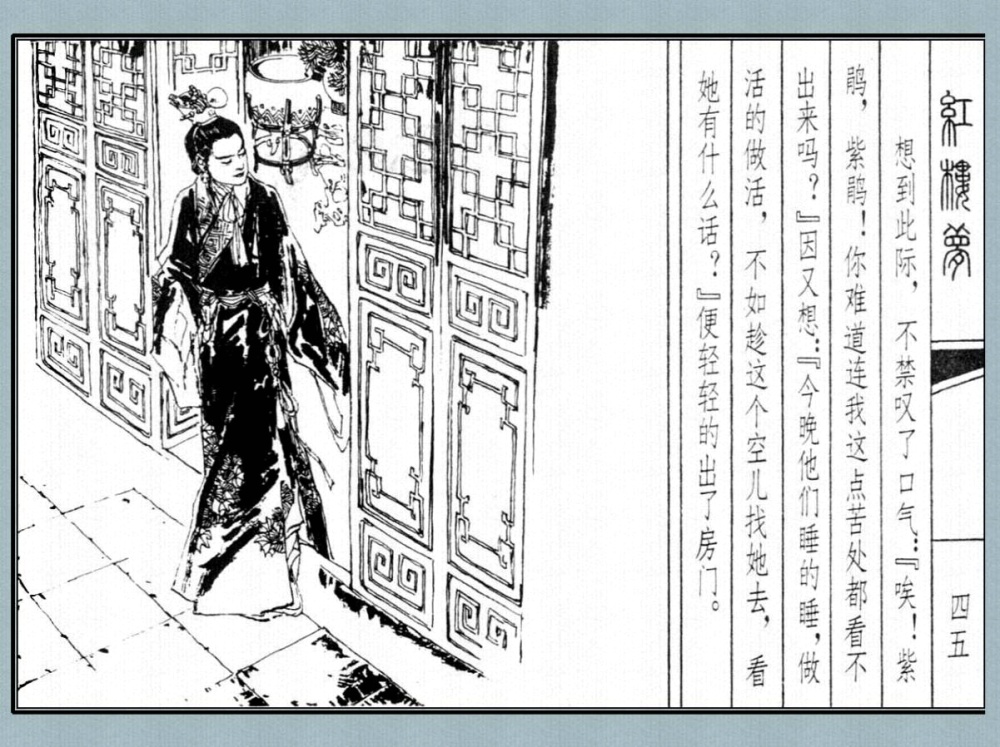 紅樓夢
四五
想到此际，不禁叹了口气：『唉！紫
鹃，紫鹃！你难道连我这点苦处都看不
出来吗？』因又想：『今晚他们睡的睡，做
活的做活，不如趁这个空儿找她去，看
她有什么话？』便轻轻的出了房门。